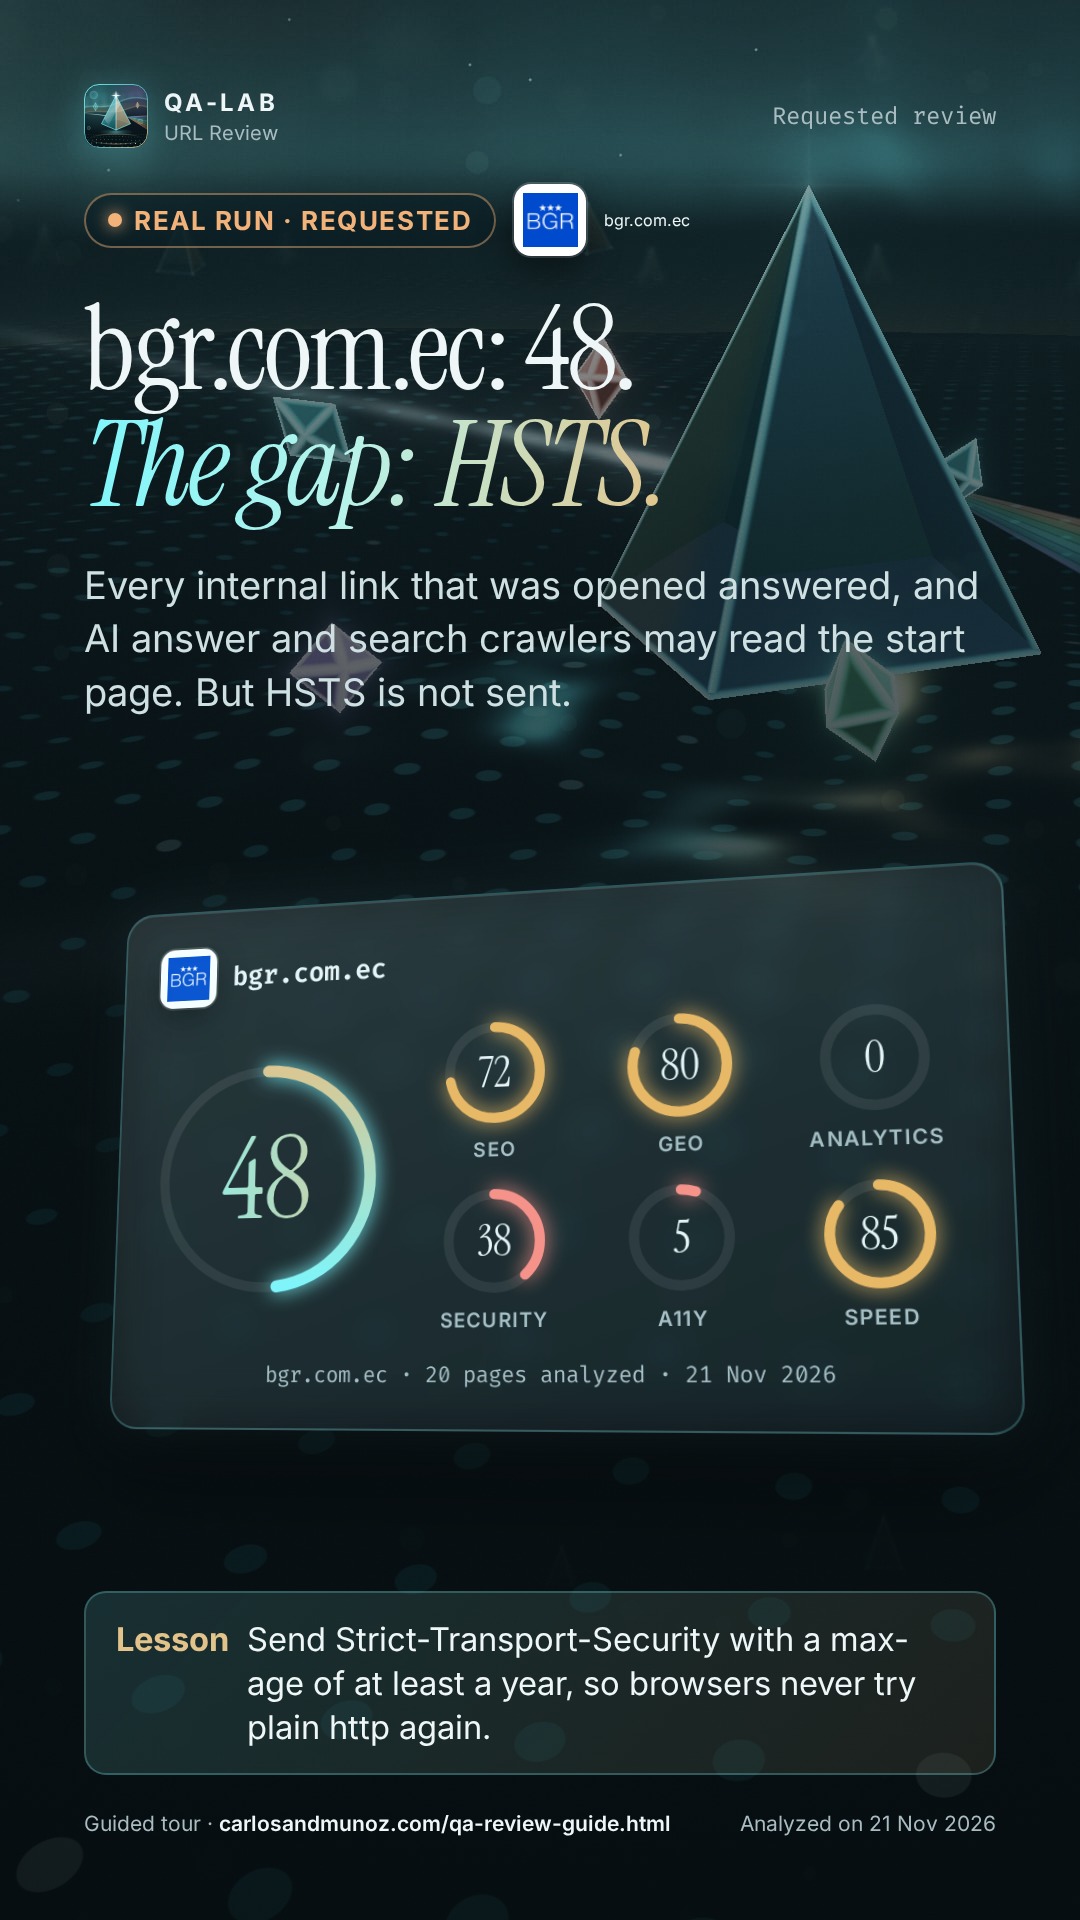 QA-LAB
URL Review
Requested review
REAL RUN · REQUESTED
BGR
bgr.com.ec
bgr.com.ec: 48.
The gap: HSTS.
Every internal link that was opened answered, and
AI answer and search crawlers may read the start
page. But HSTS is not sent.
BGR
bgr.com.ec
48
72
SEO
80
GEO
0
ANALYTICS
38
SECURITY
5
A11Y
85
SPEED
bgr.com.ec · 20 pages analyzed · 21 Nov 2026
Lesson Send Strict-Transport-Security with a max-
age of at least a year, so browsers never try
plain http again.
Guided tour · carlosandmunoz.com/qa-review-guide.html
Analyzed on 21 Nov 2026